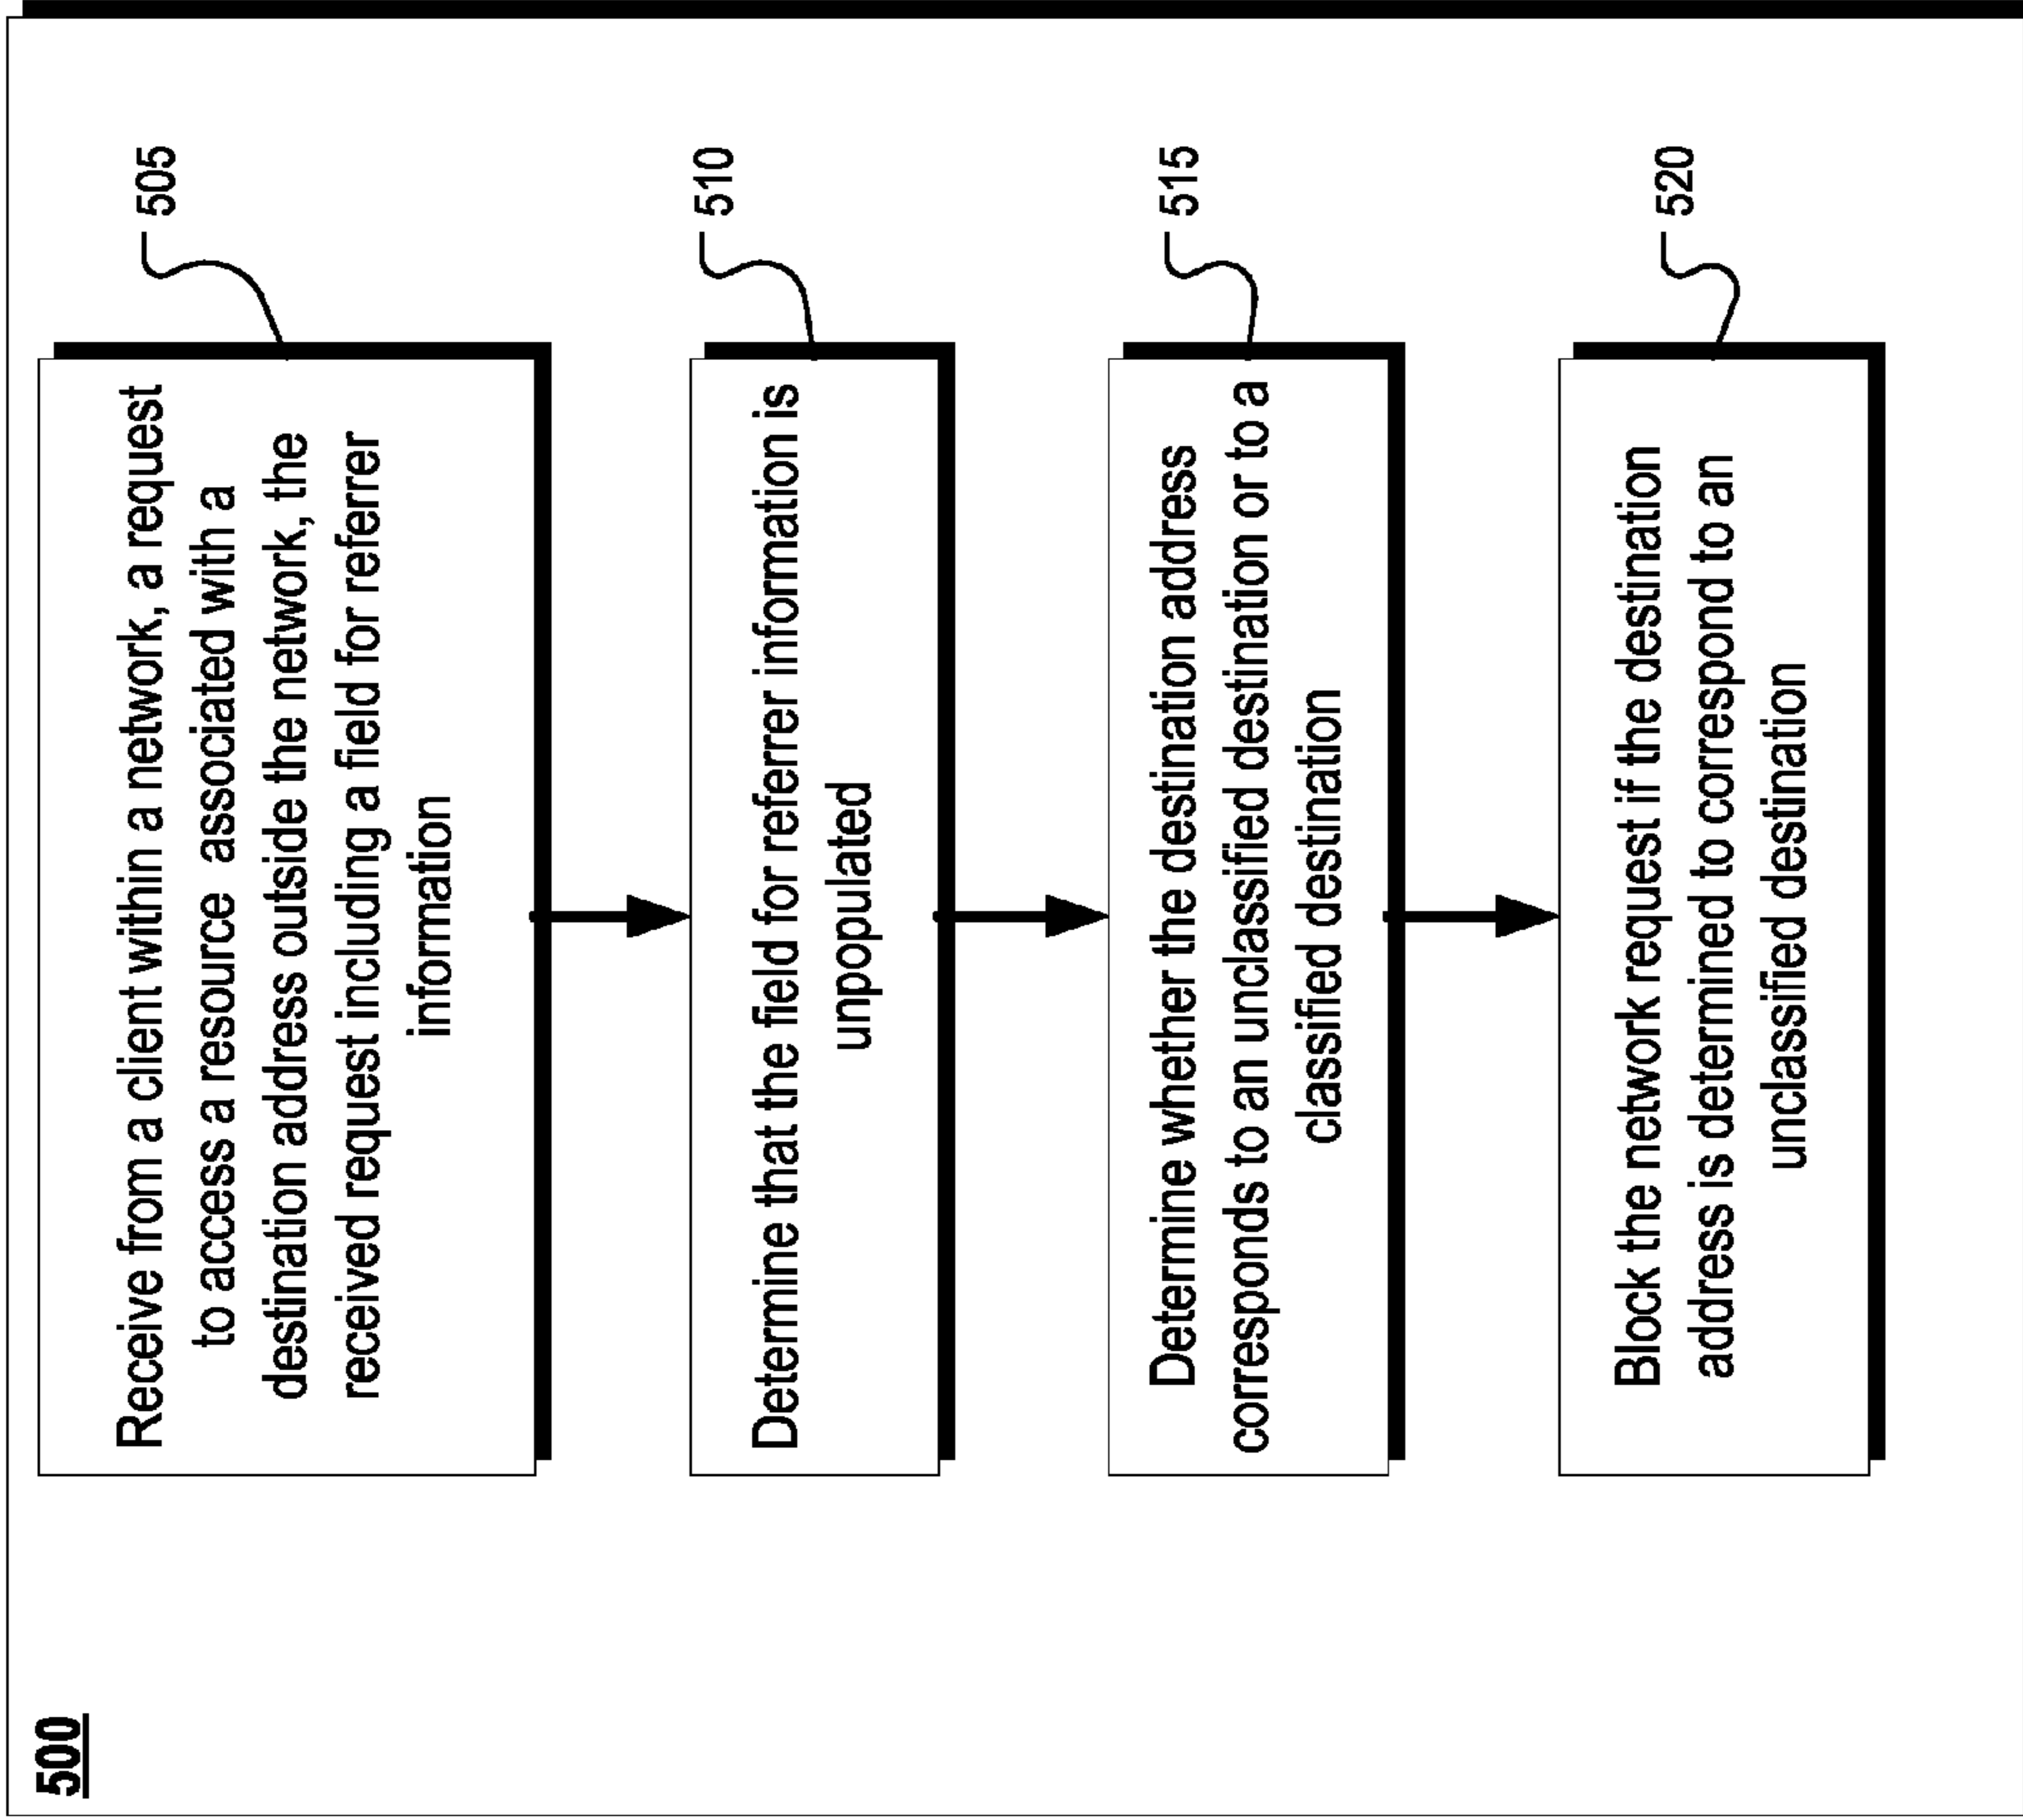 500
Receive from a client within a network, a request
to access a resource associated with a
destination address outside the network, the
received request including a field for referrer
information
505
Determine that the field for referrer information is
unpopulated
510
Determine whether the destination address
corresponds to an unclassified destination or to a
classified destination
515
Block the network request if the destination
address is determined to correspond to an
unclassified destination
520